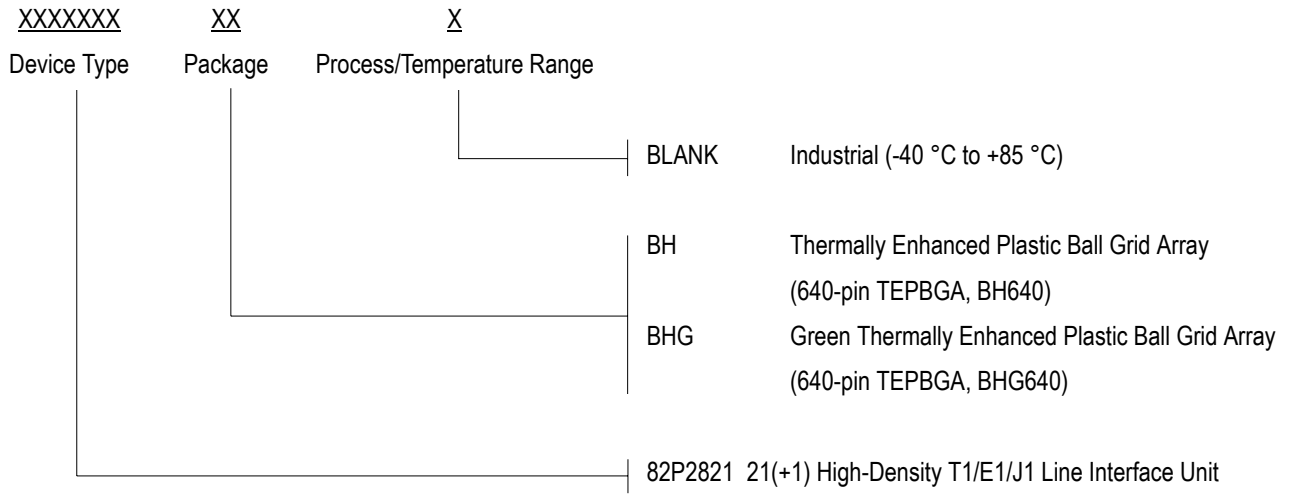 XXXXXXX XX X
Device Type Package Process/Temperature Range
BLANK Industrial (-40 °C to +85 °C)
BH Thermally Enhanced Plastic Ball Grid Array
(640-pin TEPBGA, BH640)
BHG Green Thermally Enhanced Plastic Ball Grid Array
(640-pin TEPBGA, BHG640)
82P2821 21(+1) High-Density T1/E1/J1 Line Interface Unit